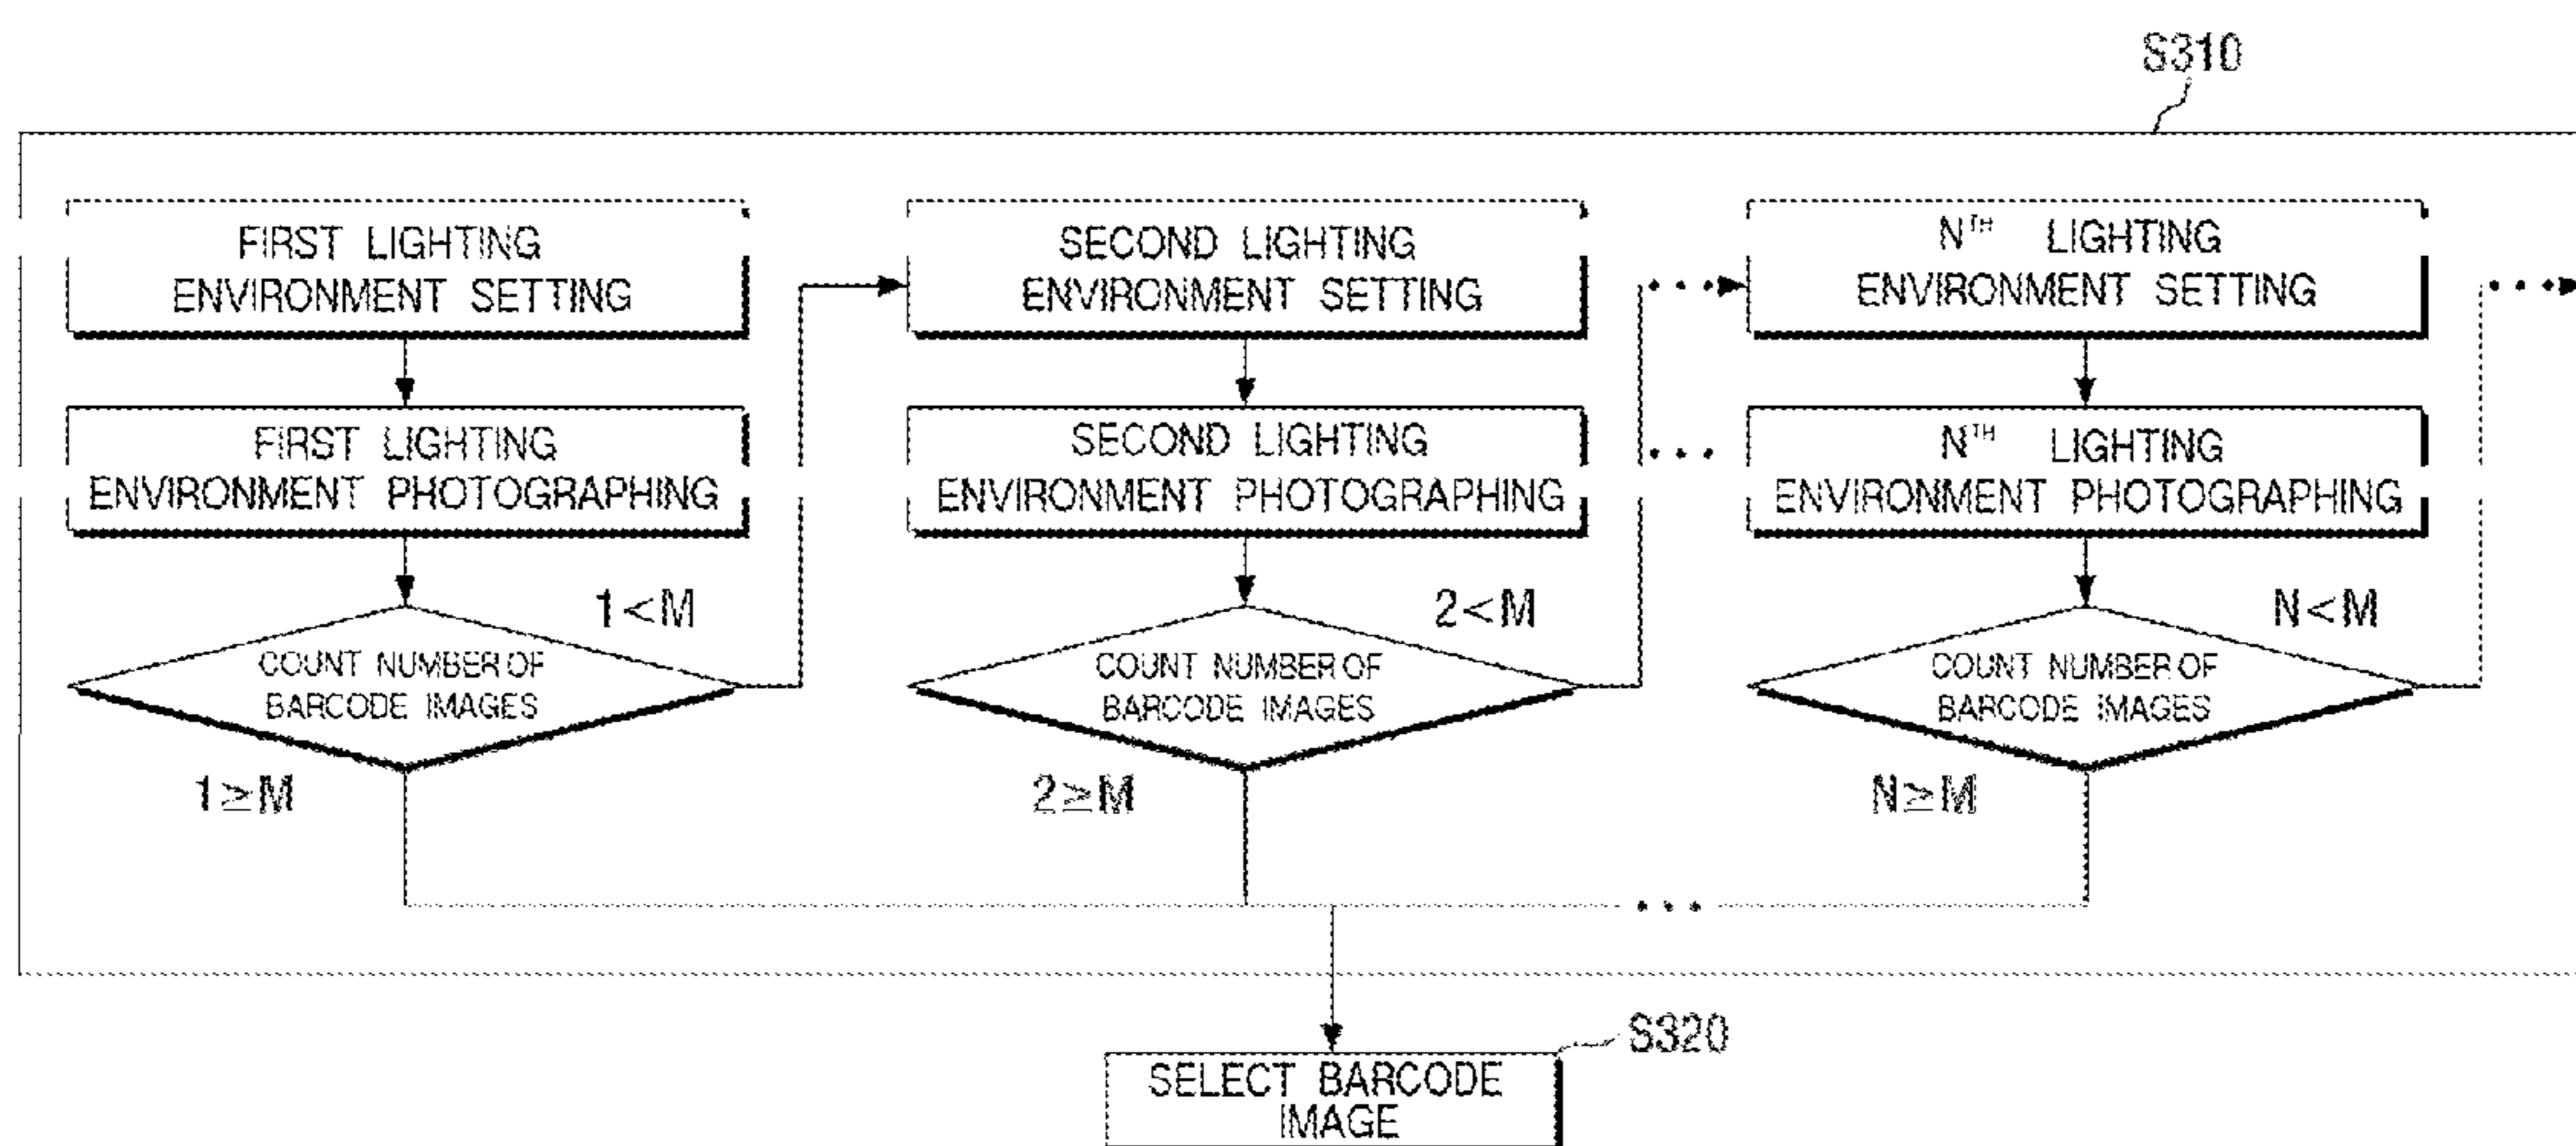 S310
FIRST LIGHTING
ENVIRONMENT SETTING
SECOND LIGHTING
ENVIRONMENT SETTING
NTH LIGHTING
ENVIRONMENT SETTING
FIRST LIGHTING
ENVIRONMENT PHOTOGRAPHING
SECOND LIGHTING
ENVIRONMENT PHOTOGRAPHING
NTH LIGHTING
ENVIRONMENT PHOTOGRAPHING
1<M
2<M
N<M
COUNT NUMBER OF
BARCODE IMAGES
COUNT NUMBER OF
BARCODE IMAGES
COUNT NUMBER OF
BARCODE IMAGES
1≥M
2≥M
N≥M
S320
SELECT BARCODE
IMAGE